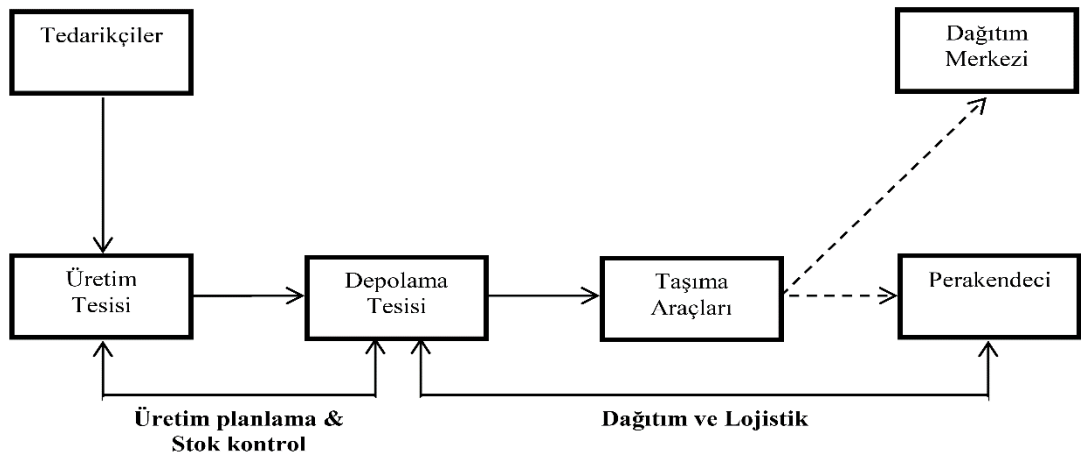 Tedarikçiler
Dağıtım
Merkezi
Üretim
Tesisi
Depolama
Tesisi
Taşıma
Araçları
Perakendeci
Üretim planlama &
Stok kontrol
Dağıtım ve Lojistik